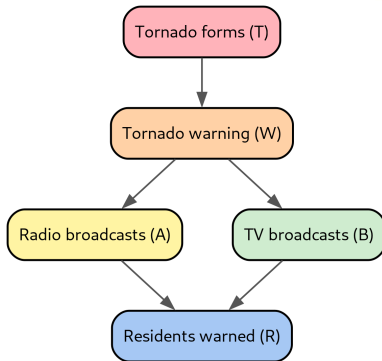 Tornado forms (T)
Tornado warning (W)
Radio broadcasts (A)
TV broadcasts (B)
Residents warned (R)